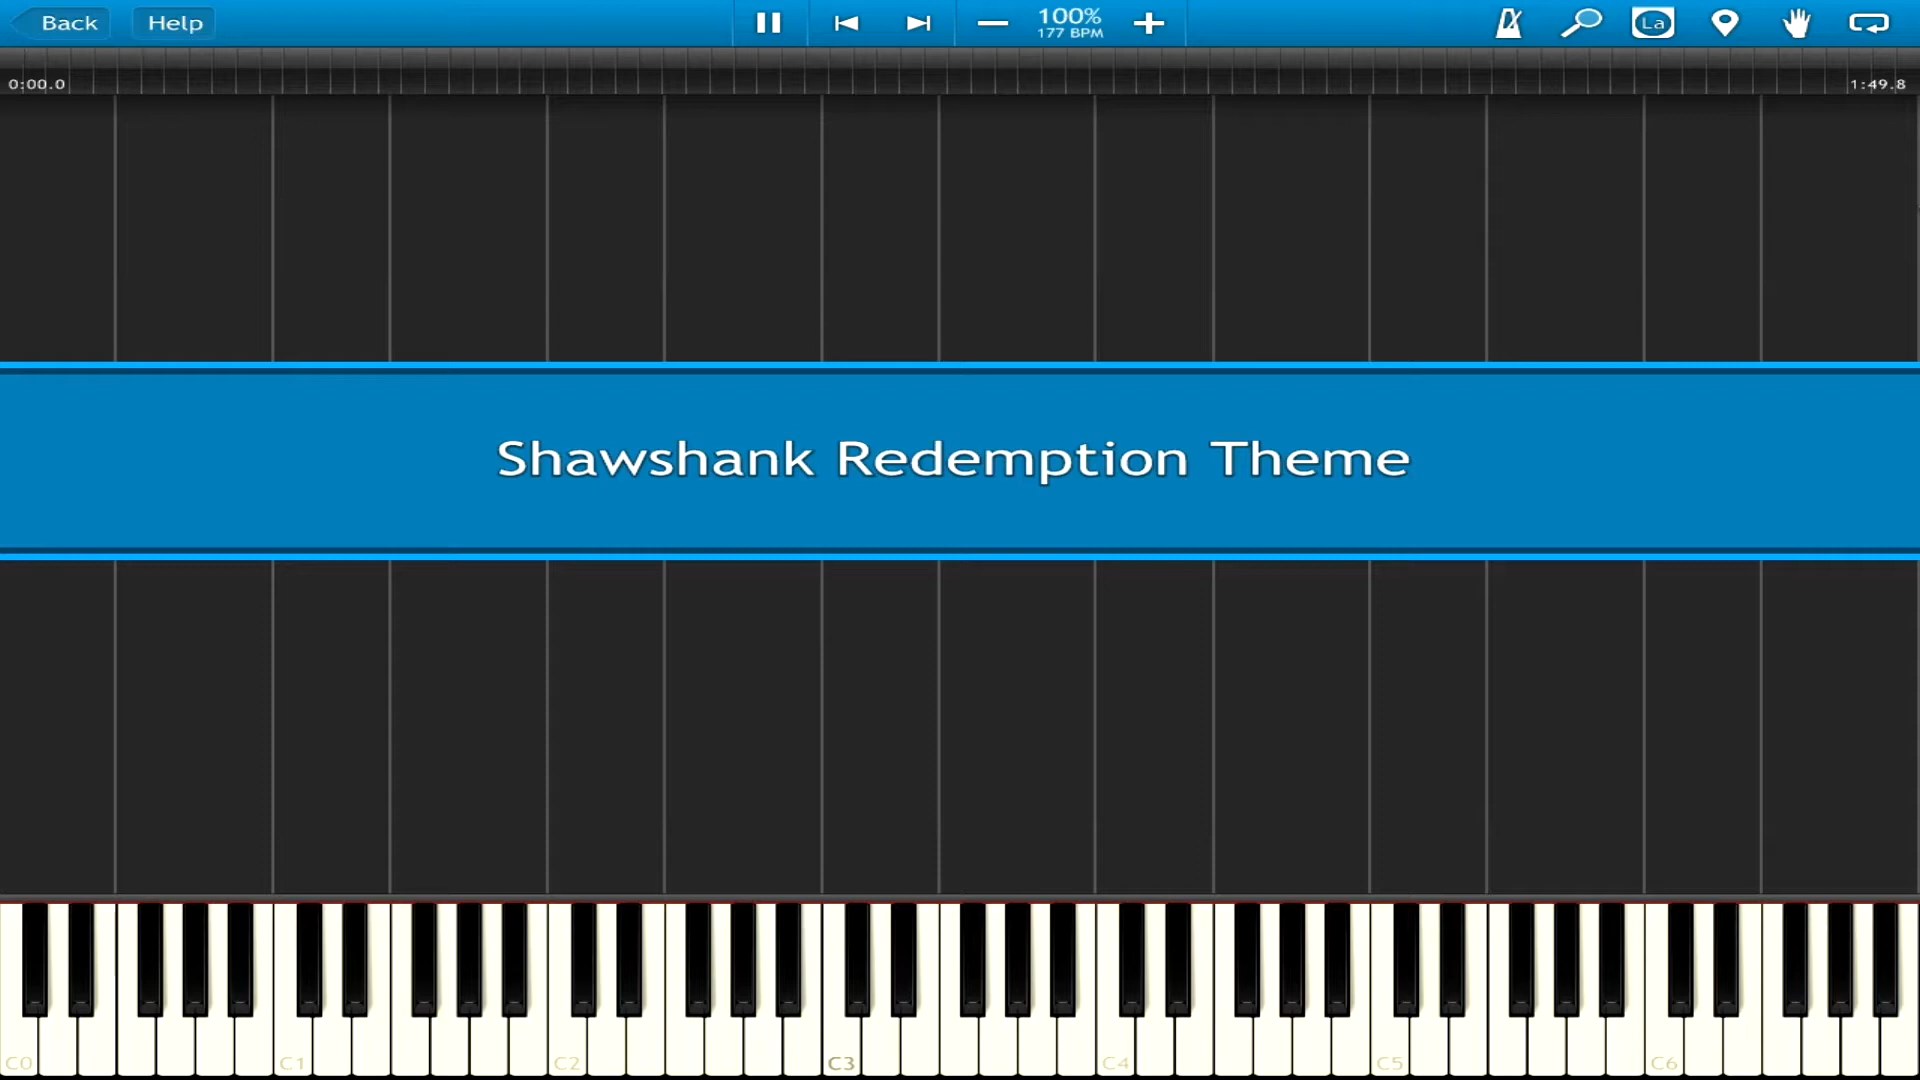 Back Help 100% La
177 BPM
0:00.0 1:49.8
Shawshank Redemption Theme
C0 C1 C2 C3 C4 C5 C6